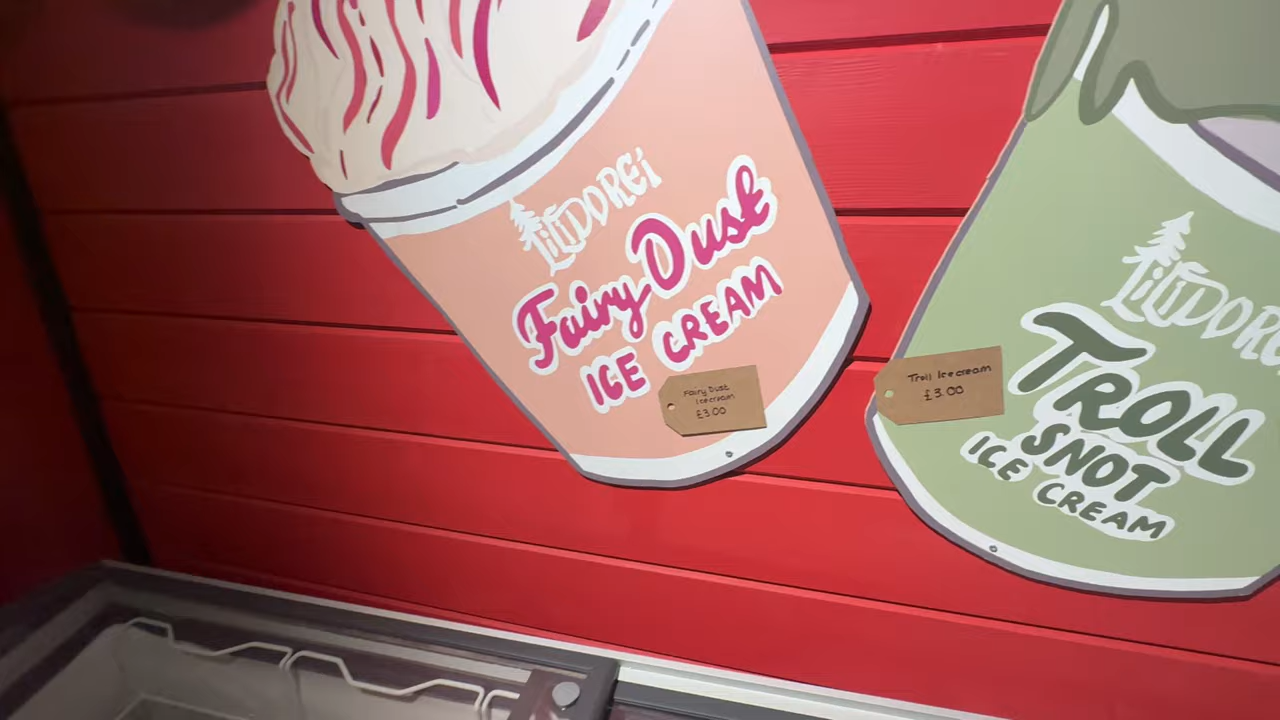 LILIDOREI
Fairy Dust
ICE CREAM
Fairy Dust
Icecream
£3.00
LILIDOREI
TROLL
SNOT
ICE CREAM
Troll Icecream
£3.00